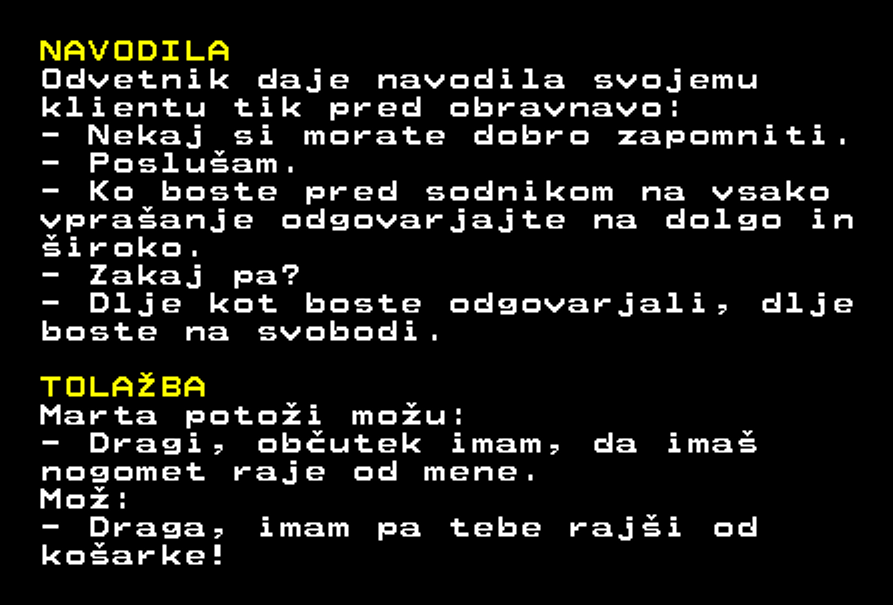 NAVODILA
Odvetnik daje navodila svojemu
klientu tik pred obravnavo:
- Nekaj si morate dobro zapomniti.
- Poslušam.
- Ko boste pred sodnikom na vsako
vprašanje odgovarjajte na dolgo in
široko.
- Zakaj pa?
- Dlje kot boste odgovarjali, dlje
boste na svobodi.
TOLAŽBA
Marta potoži možu:
- Dragi, občutek imam, da imaš
nogomet raje od mene.
Mož:
- Draga, imam pa tebe rajši od
košarke!